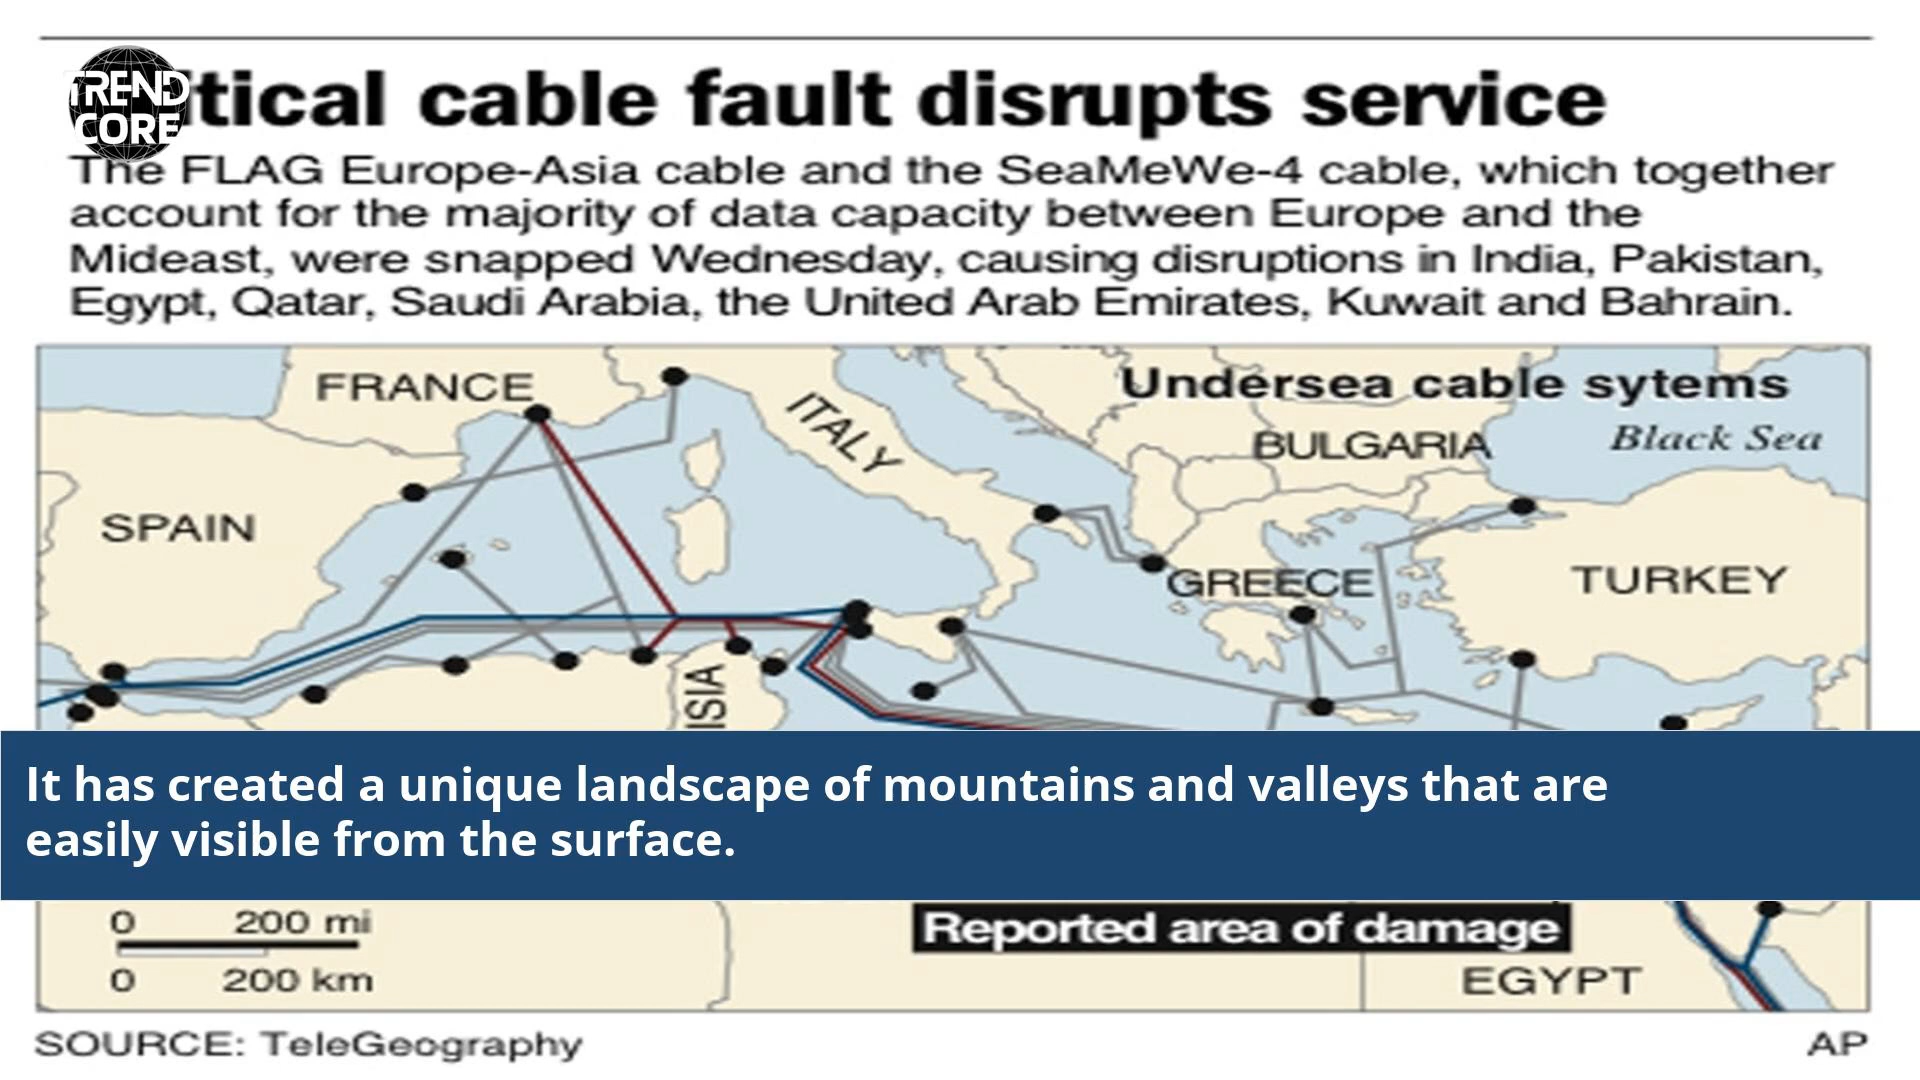 TREND
CORE
tical cable fault disrupts service
The FLAG Europe-Asia cable and the SeaMeWe-4 cable, which together
account for the majority of data capacity between Europe and the
Mideast, were snapped Wednesday, causing disruptions in India, Pakistan,
Egypt, Qatar, Saudi Arabia, the United Arab Emirates, Kuwait and Bahrain.
Undersea cable sytems
FRANCE
ITALY
BULGARIA
Black Sea
SPAIN
GREECE
TURKEY
ISIA
It has created a unique landscape of mountains and valleys that are
easily visible from the surface.
0 200 mi
0 200 km
Reported area of damage
EGYPT
SOURCE: TeleGeography
AP